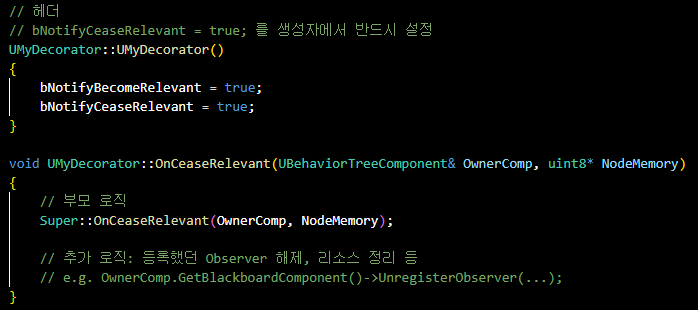 // 헤더
// bNotifyCeaseRelevant = true; 를 생성자에서 반드시 설정
UMyDecorator::UMyDecorator()
{
    bNotifyBecomeRelevant = true;
    bNotifyCeaseRelevant = true;
}

void UMyDecorator::OnCeaseRelevant(UBehaviorTreeComponent& OwnerComp, uint8* NodeMemory)
{
    // 부모 로직
    Super::OnCeaseRelevant(OwnerComp, NodeMemory);

    // 추가 로직: 등록했던 Observer 해제, 리소스 정리 등
    // e.g. OwnerComp.GetBlackboardComponent()->UnregisterObserver(...);
}